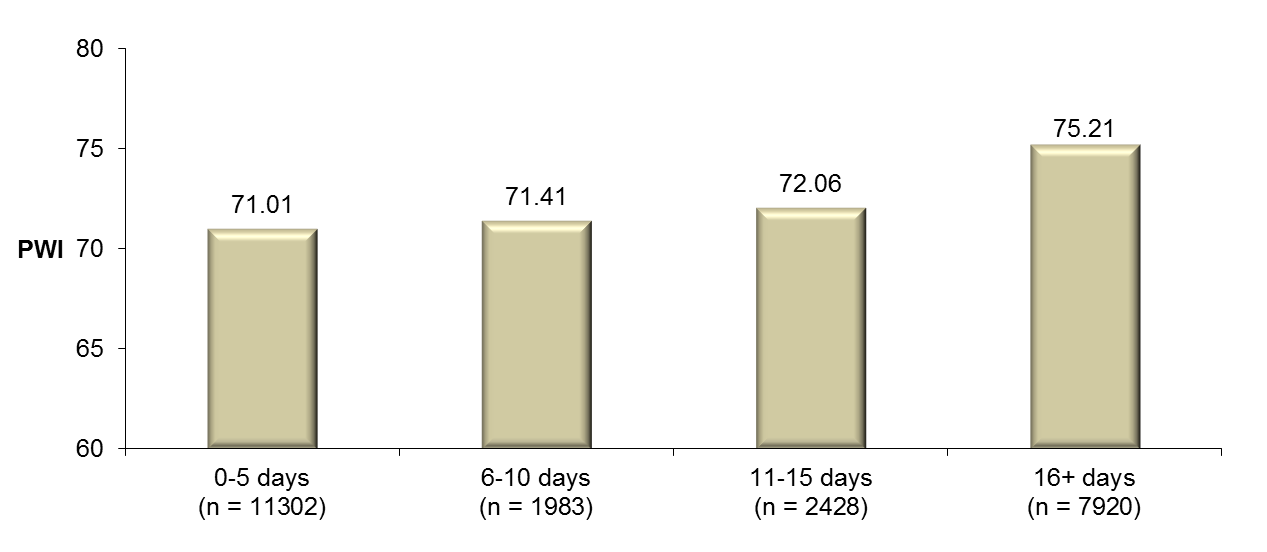 80
75
PWI 70
65
60
71.01
71.41
72.06
75.21
0-5 days
(n = 11302)
6-10 days
(n = 1983)
11-15 days
(n = 2428)
16+ days
(n = 7920)